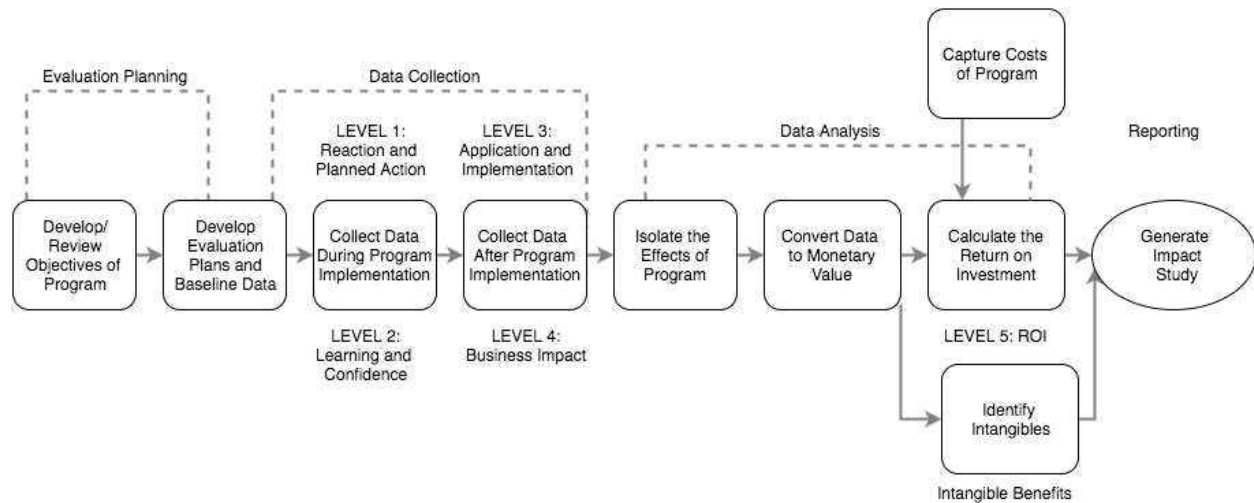 Capture Costs
of Program
Evaluation Planning
Data Collection
Data Analysis
Reporting
LEVEL 1:
Reaction and
Planned Action
LEVEL 3:
Application and
Implementation
Develop/
Review
Objectives of
Program
Develop
Evaluation
Plans and
Baseline Data
Collect Data
During Program
Implementation
Collect Data
After Program
Implementation
Isolate the
Effects of
Program
Convert Data
to Monetary
Value
Calculate the
Return on
Investment
Generate
Impact
Study
LEVEL 2:
Learning and
Confidence
LEVEL 4:
Business Impact
LEVEL 5: ROI
Identify
Intangibles
Intangible Benefits